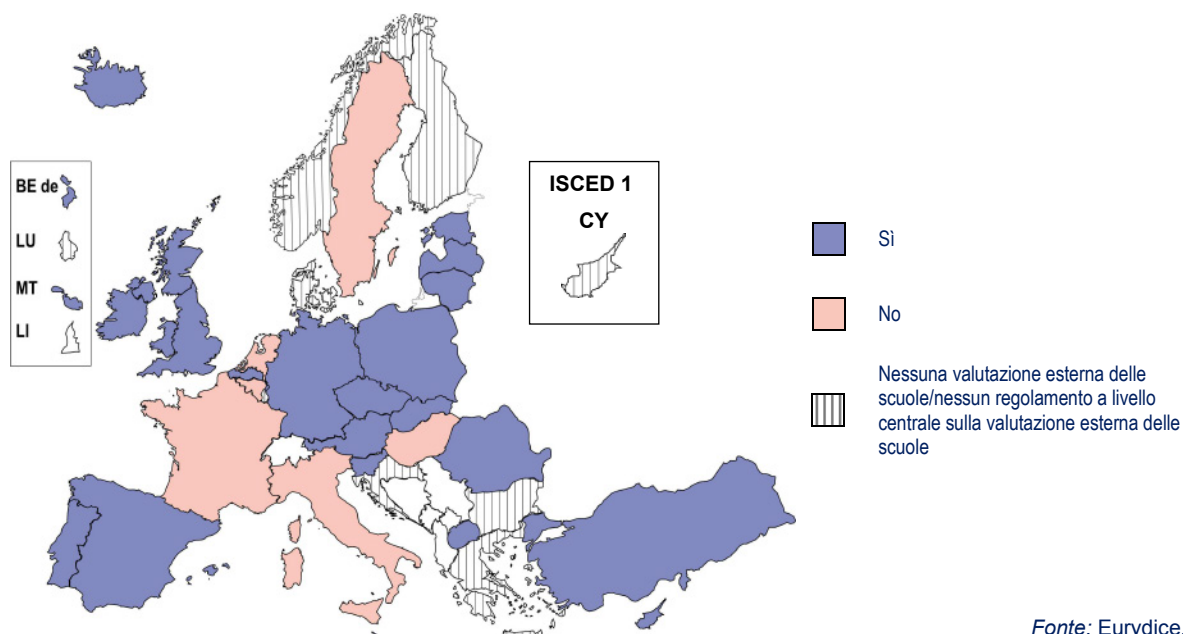 BE de
LU
MT
LI
ISCED 1
CY
Sì
No
Nessuna valutazione esterna delle
scuole/nessun regolamento a livello
centrale sulla valutazione esterna delle
scuole
Fonte: Eurydice.